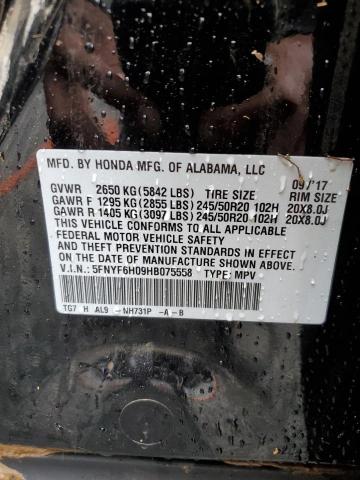 MFD. BY HONDA MFG. OF ALABAMA, LLC 09/'17
GVWR 2650 KG(5842 LBS) TIRE SIZE RIM SIZE
GAWR F 1295 KG(2855 LBS) 245/50R20 102H 20X8.0J
GAWR R 1405 KG(3097 LBS) 245/50R20 102H 20X8.0J
THIS VEHICLE CONFORMS TO ALL APPLICABLE
FEDERAL MOTOR VEHICLE SAFETY
AND THEFT PREVENTION STANDARDS IN EFFECT
ON THE DATE OF MANUFACTURE SHOWN ABOVE.
V.I.N.: 5FNYF6H09HB075558 TYPE: MPV
TG7 H AL9 -NH731P -A-B